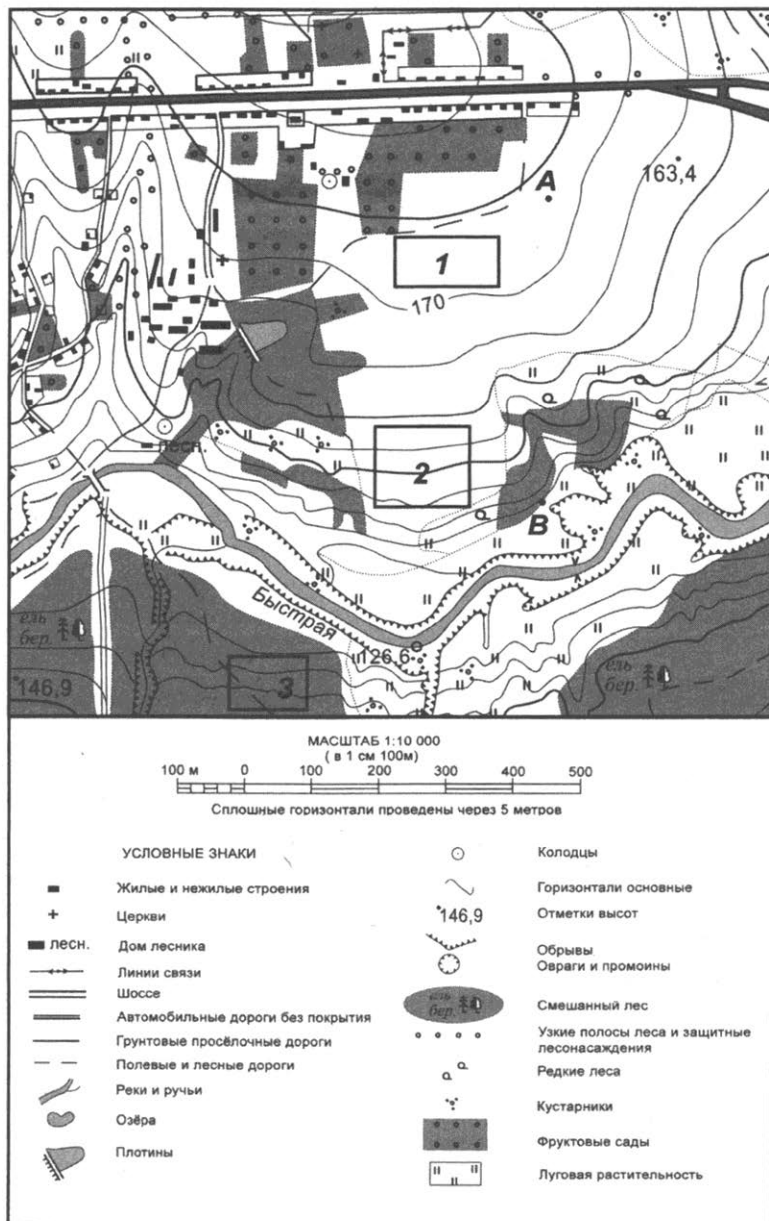 А
163,4
1
170
лесн.
2
В
Быстрая
126,6
ель
бер.
146,9
3
ель
бер.
МАСШТАБ 1:10 000
( в 1 см 100м)
100 м 0 100 200 300 400 500
Сплошные горизонтали проведены через 5 метров
УСЛОВНЫЕ ЗНАКИ
Жилые и нежилые строения
Церкви
лесн. Дом лесника
Линии связи
Шоссе
Автомобильные дороги без покрытия
Грунтовые просёлочные дороги
Полевые и лесные дороги
Реки и ручьи
Озёра
Плотины
Колодцы
Горизонтали основные
146,9 Отметки высот
Обрывы
Овраги и промоины
ель
бер. Смешанный лес
Узкие полосы леса и защитные
лесонасаждения
Редкие леса
Кустарники
Фруктовые сады
Луговая растительность